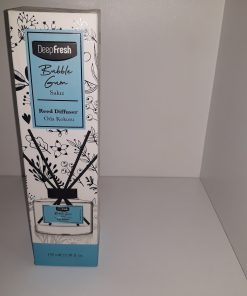 DeepFresh
Bubble
Gum
Sakız
Reed Diffuser
Oda Kokusu